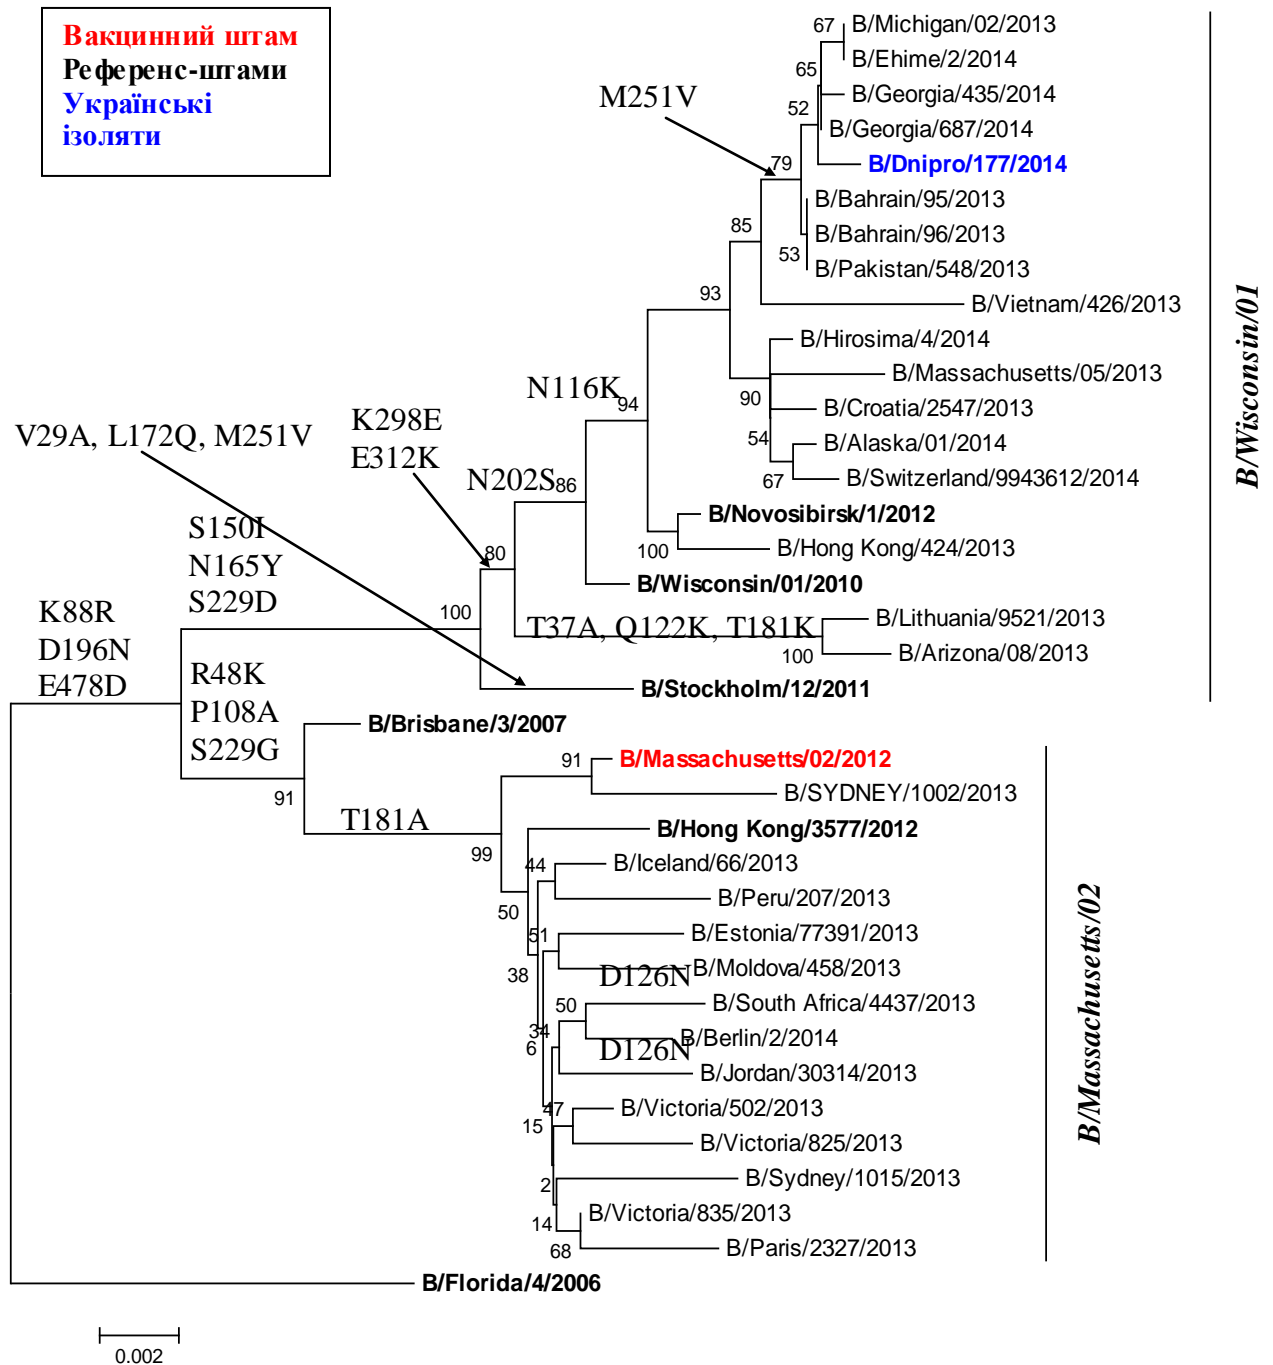 Вакцинний штам
Референс-штами
Українські
ізоляти
67
B/Michigan/02/2013
B/Ehime/2/2014
65
B/Georgia/435/2014
M251V
52
B/Georgia/687/2014
79
B/Dnipro/177/2014
B/Bahrain/95/2013
85
B/Bahrain/96/2013
53
B/Pakistan/548/2013
93
B/Vietnam/426/2013
B/Hirosima/4/2014
B/Massachusetts/05/2013
N116K
94
90
B/Croatia/2547/2013
K298E
E312K
V29A, L172Q, M251V
54
B/Alaska/01/2014
N202S
86
67
B/Switzerland/9943612/2014
B/Novosibirsk/1/2012
S150I
N165Y
S229D
80
100
B/Hong Kong/424/2013
B/Wisconsin/01/2010
100
T37A, Q122K, T181K
B/Lithuania/9521/2013
100
B/Arizona/08/2013
K88R
D196N
E478D
B/Stockholm/12/2011
R48K
P108A
S229G
B/Brisbane/3/2007
B/Wisconsin/01
91
B/Massachusetts/02/2012
91
B/SYDNEY/1002/2013
T181A
B/Hong Kong/3577/2012
99
44
B/Iceland/66/2013
B/Peru/207/2013
50
51
B/Estonia/77391/2013
38
D126N
B/Moldova/458/2013
50
B/South Africa/4437/2013
34
6
D126N
B/Berlin/2/2014
B/Jordan/30314/2013
47
B/Victoria/502/2013
15
B/Victoria/825/2013
2
B/Sydney/1015/2013
14
B/Victoria/835/2013
68
B/Paris/2327/2013
B/Massachusetts/02
B/Florida/4/2006
0.002